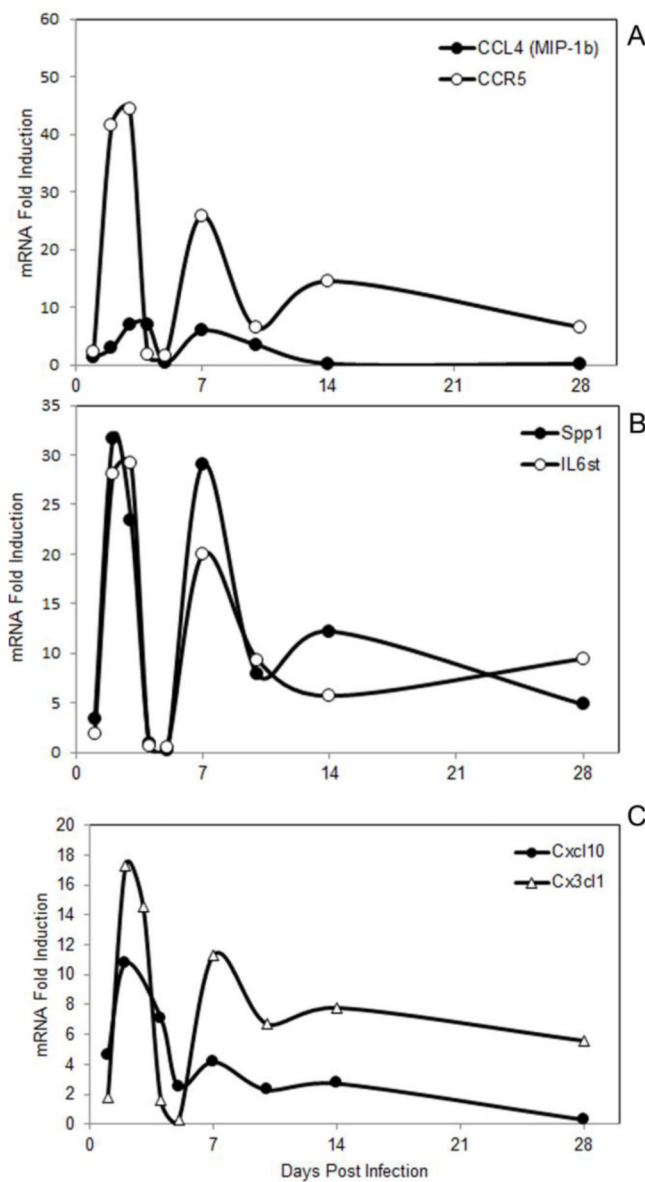 A
CCL4 (MIP-1b)
CCR5
mRNA Fold Induction
60
50
40
30
20
10
0
0 7 14 21 28
B
Spp1
IL6st
mRNA Fold Induction
35
30
25
20
15
10
5
0
0 7 14 21 28
C
Cxcl10
Cx3cl1
mRNA Fold Induction
20
18
16
14
12
10
8
6
4
2
0
0 7 14 21 28
Days Post Infection